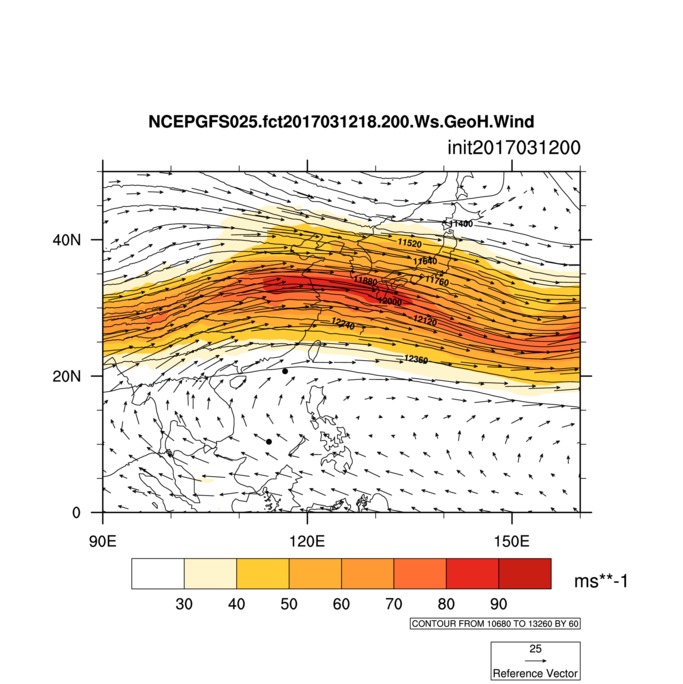 NCEPGFS025.fct2017031218.200.Ws.GeoH.Wind
init2017031200
11400
11520
11640
11760
11880
12000
12120
12240
12360
40N
20N
0
90E 120E 150E
ms**-1
30 40 50 60 70 80 90
CONTOUR FROM 10680 TO 13260 BY 60
25
Reference Vector